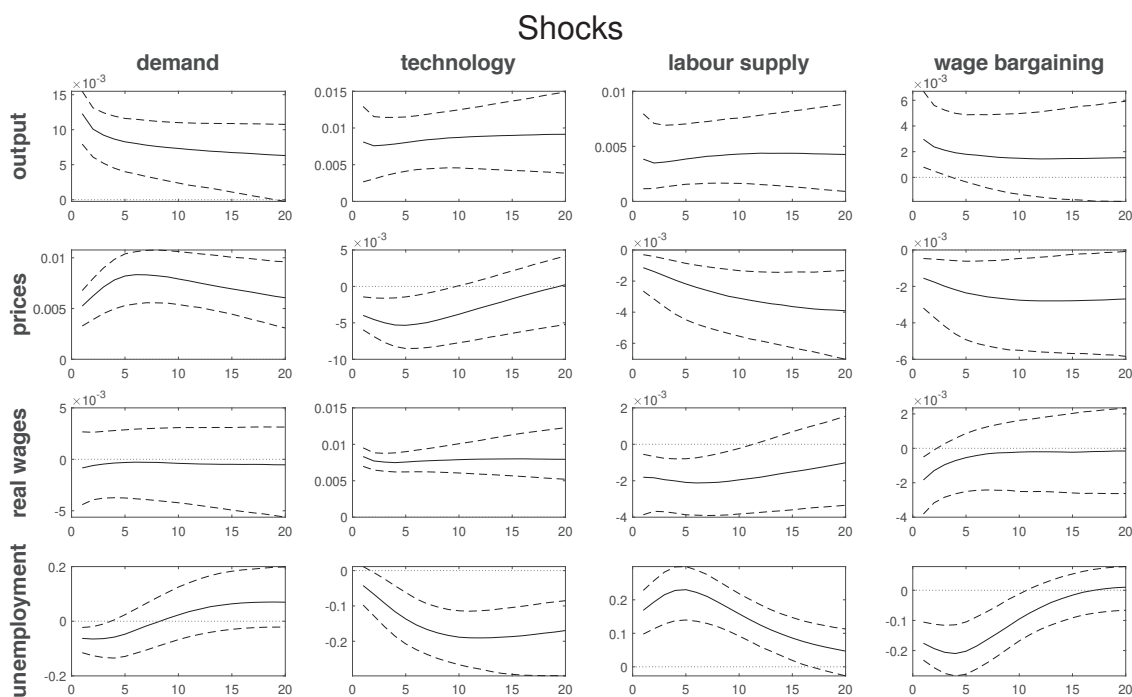 Shocks
demand technology labour supply wage bargaining
×10⁻³ ×10⁻³
output
15 10 5 0
0.015 0.01 0.005 0
0.01 0.005 0
6 4 2 0
0 5 10 15 20 0 5 10 15 20 0 5 10 15 20 0 5 10 15 20
×10⁻³ ×10⁻³ ×10⁻³
prices
0.01 0.005 0
5 0 -5 -10
0 -2 -4 -6
0 -2 -4 -6
0 5 10 15 20 0 5 10 15 20 0 5 10 15 20 0 5 10 15 20
×10⁻³ ×10⁻³ ×10⁻³
real wages
5 0 -5
0.015 0.01 0.005 0
2 0 -2 -4
2 0 -2 -4
0 5 10 15 20 0 5 10 15 20 0 5 10 15 20 0 5 10 15 20
unemployment
0.2 0 -0.2
0 -0.1 -0.2
0.2 0.1 0
0 -0.1 -0.2
0 5 10 15 20 0 5 10 15 20 0 5 10 15 20 0 5 10 15 20